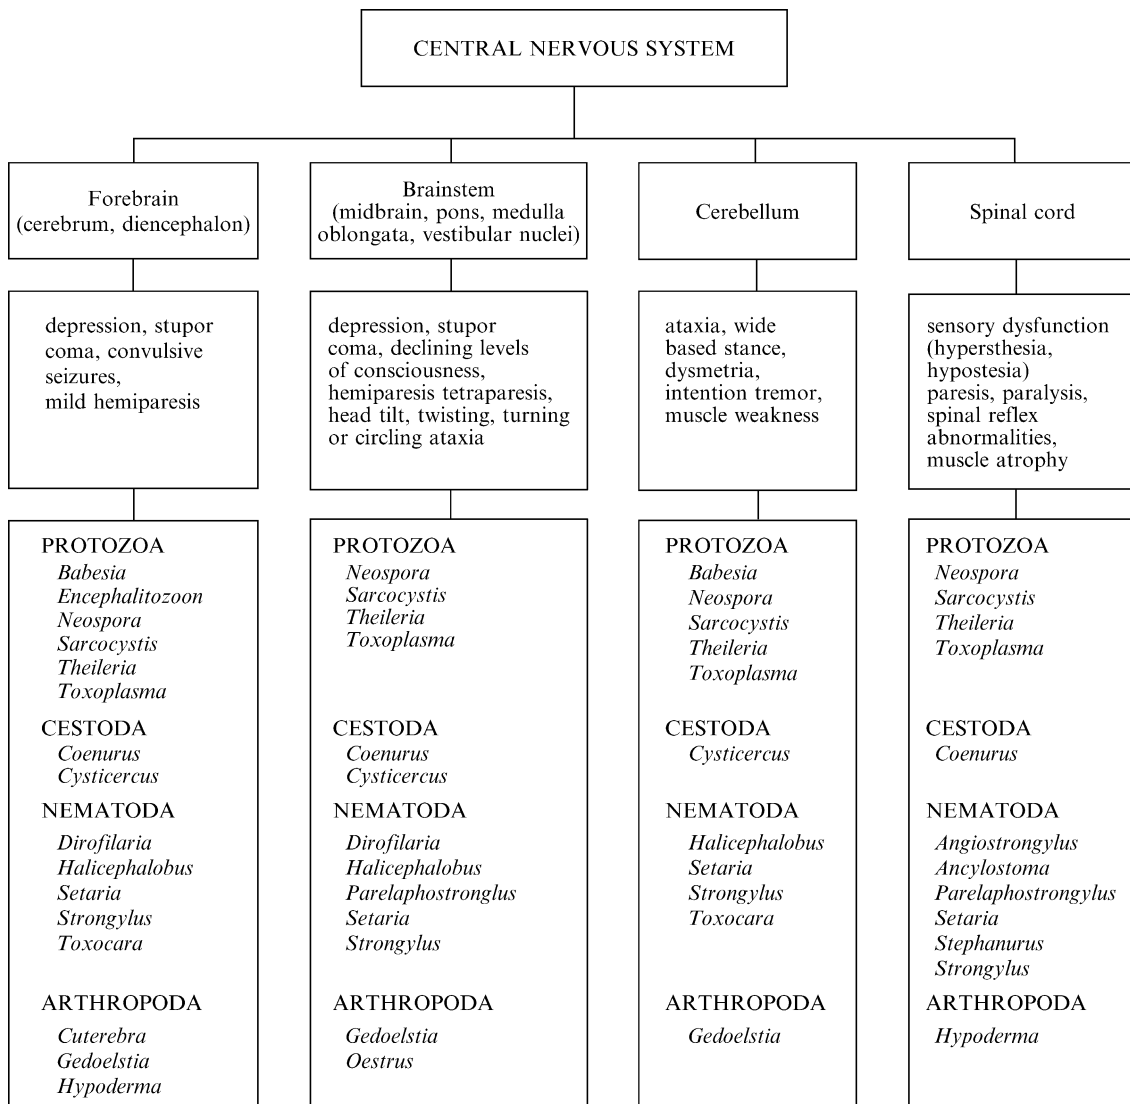 CENTRAL NERVOUS SYSTEM
Forebrain
(cerebrum, diencephalon)
depression, stupor
coma, convulsive
seizures,
mild hemiparesis
PROTOZOA
Babesia
Encephalitozoon
Neospora
Sarcocystis
Theileria
Toxoplasma
CESTODA
Coenurus
Cysticercus
NEMATODA
Dirofilaria
Halicephalobus
Setaria
Strongylus
Toxocara
ARTHROPODA
Cuterebra
Gedoelstia
Hypoderma
Brainstem
(midbrain, pons, medulla
oblongata, vestibular nuclei)
depression, stupor
coma, declining levels
of consciousness,
hemiparesis tetraparesis,
head tilt, twisting, turning
or circling ataxia
PROTOZOA
Neospora
Sarcocystis
Theileria
Toxoplasma
CESTODA
Coenurus
Cysticercus
NEMATODA
Dirofilaria
Halicephalobus
Parelaphostronglus
Setaria
Strongylus
ARTHROPODA
Gedoelstia
Oestrus
Cerebellum
ataxia, wide
based stance,
dysmetria,
intention tremor,
muscle weakness
PROTOZOA
Babesia
Neospora
Sarcocystis
Theileria
Toxoplasma
CESTODA
Cysticercus
NEMATODA
Halicephalobus
Setaria
Strongylus
Toxocara
ARTHROPODA
Gedoelstia
Spinal cord
sensory dysfunction
(hypersthesia,
hypostesia)
paresis, paralysis,
spinal reflex
abnormalities,
muscle atrophy
PROTOZOA
Neospora
Sarcocystis
Theileria
Toxoplasma
CESTODA
Coenurus
NEMATODA
Angiostrongylus
Ancylostoma
Parelaphostrongylus
Setaria
Stephanurus
Strongylus
ARTHROPODA
Hypoderma